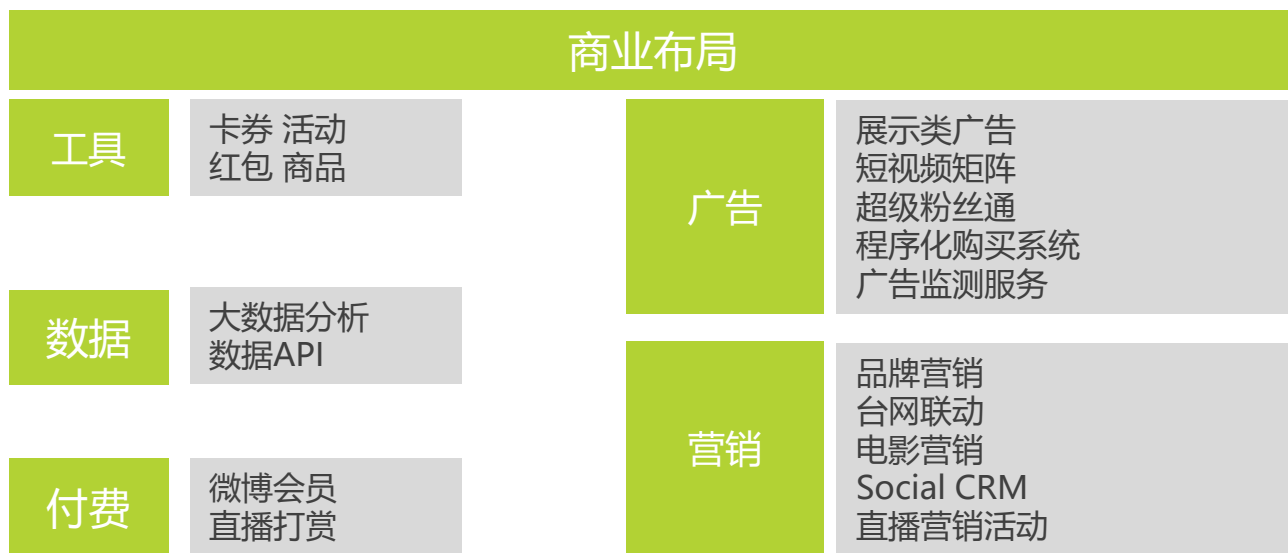 商业布局
工具
卡券 活动
红包 商品
数据
大数据分析
数据API
付费
微博会员
直播打赏
广告
展示类广告
短视频矩阵
超级粉丝通
程序化购买系统
广告监测服务
营销
品牌营销
台网联动
电影营销
Social CRM
直播营销活动